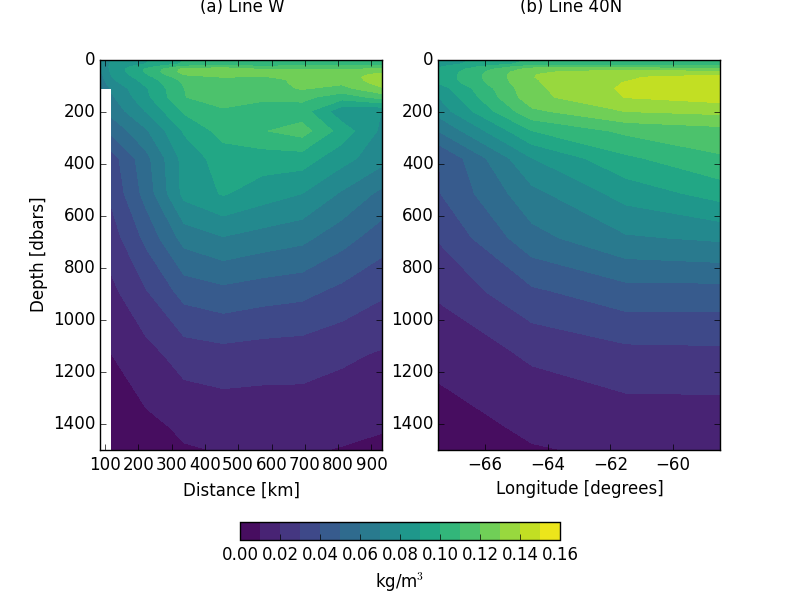 (a) Line W
(b) Line 40N
0
200
400
600
800
1000
1200
1400
Depth [dbars]
100 200 300 400 500 600 700 800 900
Distance [km]
0
200
400
600
800
1000
1200
1400
−66 −64 −62 −60
Longitude [degrees]
0.00 0.02 0.04 0.06 0.08 0.10 0.12 0.14 0.16
kg/m³